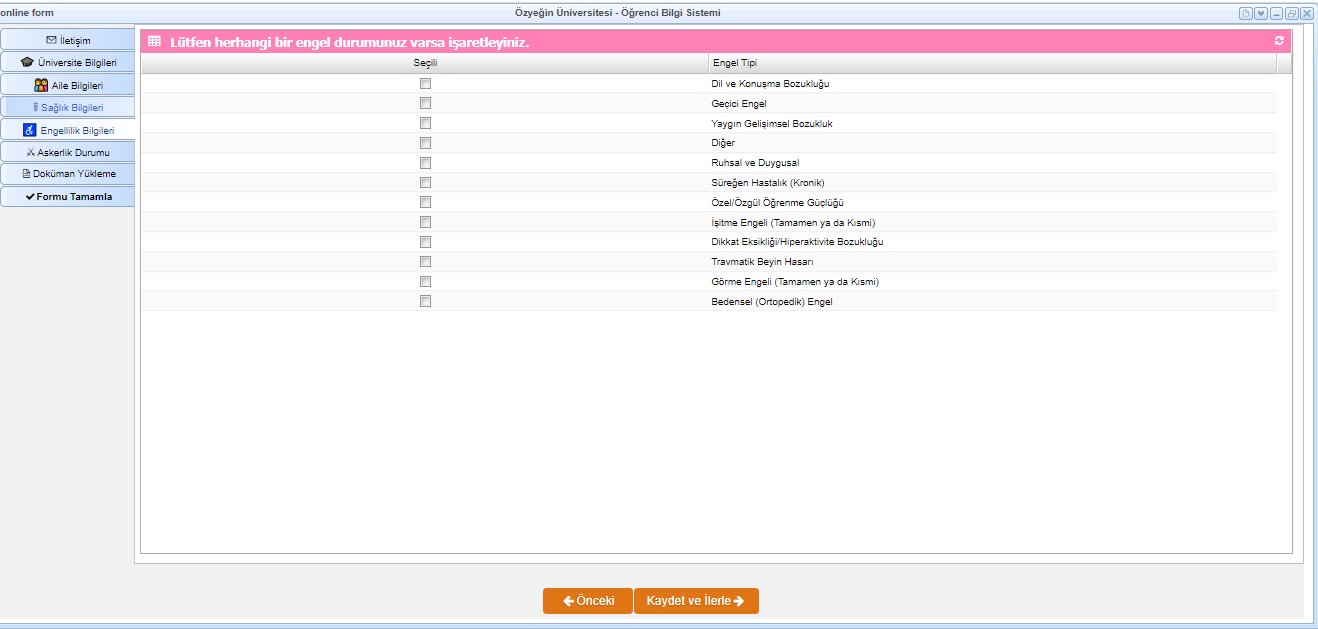 online form
Özyeğin Üniversitesi - Öğrenci Bilgi Sistemi
İletişim
Üniversite Bilgileri
Aile Bilgileri
Sağlık Bilgileri
Engellilik Bilgileri
Askerlik Durumu
Doküman Yükleme
Formu Tamamla
Lütfen herhangi bir engel durumunuz varsa işaretleyiniz.
Seçili Engel Tipi
Dil ve Konuşma Bozukluğu
Geçici Engel
Yaygın Gelişimsel Bozukluk
Diğer
Ruhsal ve Duygusal
Süreğen Hastalık (Kronik)
Özel/Özgül Öğrenme Güçlüğü
İşitme Engeli (Tamamen ya da Kısmi)
Dikkat Eksikliği/Hiperaktivite Bozukluğu
Travmatik Beyin Hasarı
Görme Engeli (Tamamen ya da Kısmi)
Bedensel (Ortopedik) Engel
Önceki Kaydet ve İlerle